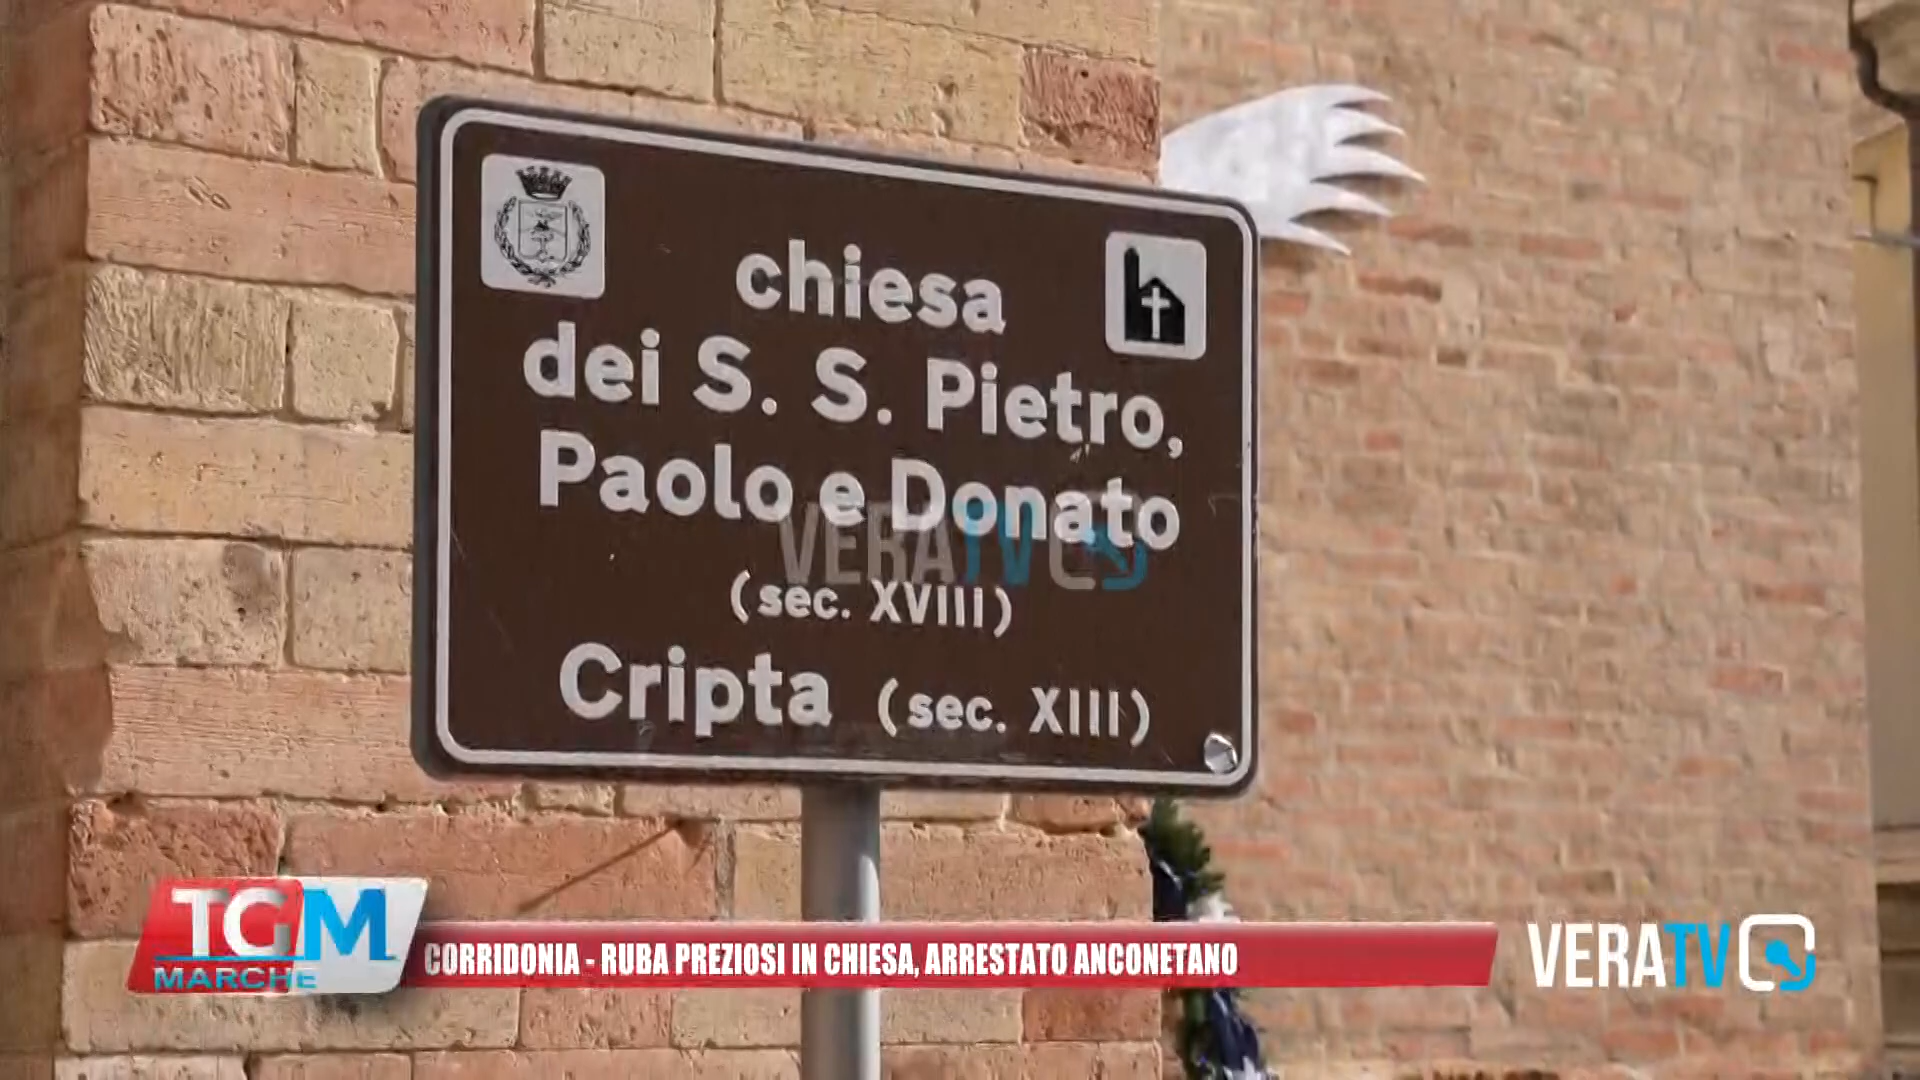 chiesa
dei S. S. Pietro,
Paolo e Donato
VERATV
(sec. XVIII)
Cripta (sec. XIII)
TGM
MARCHE
CORRIDONIA - RUBA PREZIOSI IN CHIESA, ARRESTATO ANCONETANO
VERATV